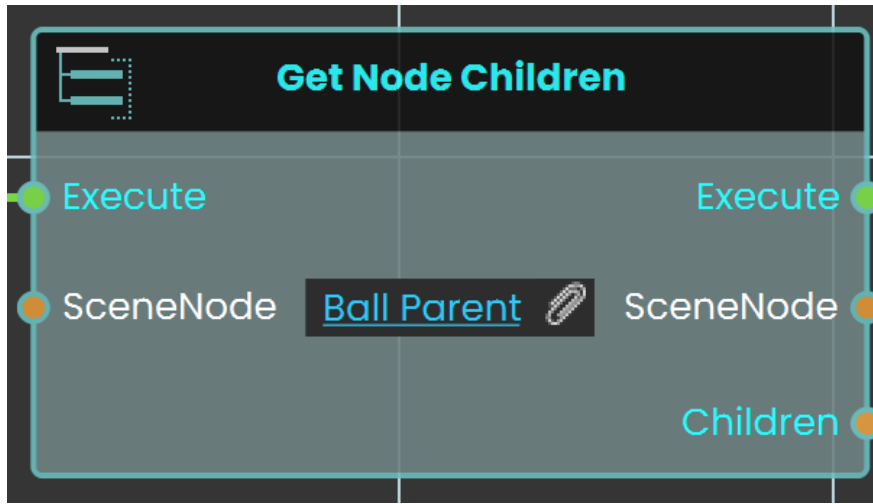 Get Node Children
Execute Execute
SceneNode Ball Parent SceneNode
Children